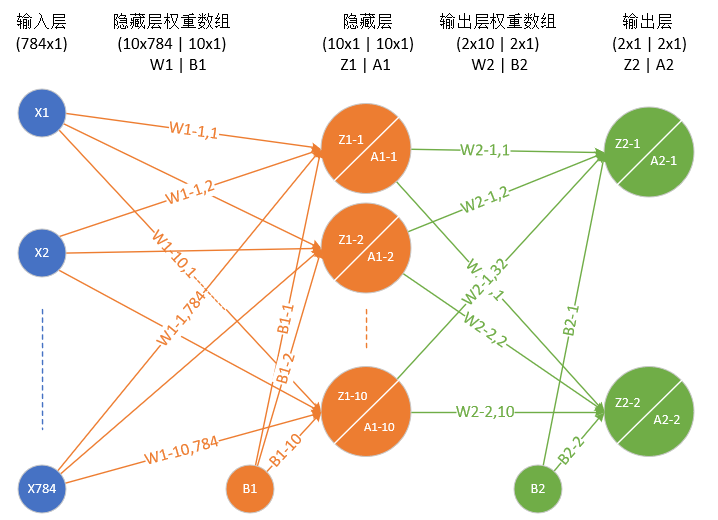 输入层
(784x1)
隐藏层权重数组
(10x784 | 10x1)
W1 | B1
隐藏层
(10x1 | 10x1)
Z1 | A1
输出层权重数组
(2x10 | 2x1)
W2 | B2
输出层
(2x1 | 2x1)
Z2 | A2
X1
W1-1,1
Z1-1
A1-1
W2-1,1
Z2-1
A2-1
W1-1,2
W2-1,2
X2
W1-10,1
Z1-2
A1-2
W2-1,32
W1-1,784
B1-1
B1-2
W2-2,2
B2-1
Z1-10
A1-10
W2-2,10
Z2-2
A2-2
W1-10,784
B1-10
B2-2
X784
B1
B2